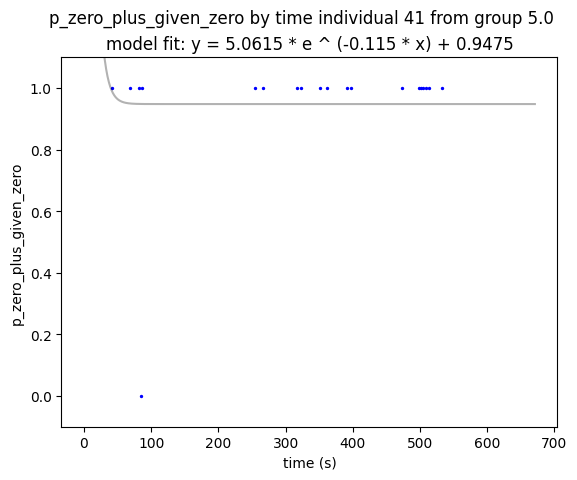 p_zero_plus_given_zero by time individual 41 from group 5.0
model fit: y = 5.0615 * e ^ (-0.115 * x) + 0.9475
p_zero_plus_given_zero
1.0
0.8
0.6
0.4
0.2
0.0
0 100 200 300 400 500 600 700
time (s)